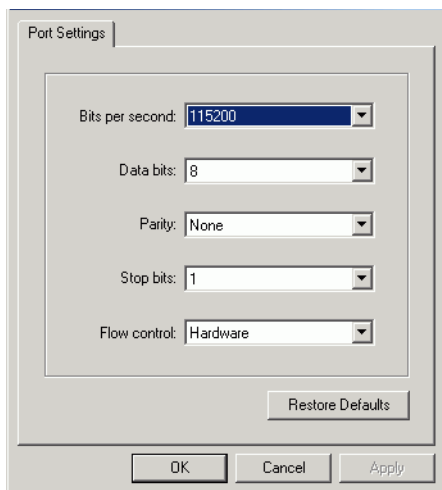 Port Settings
Bits per second: 115200
Data bits: 8
Parity: None
Stop bits: 1
Flow control: Hardware
Restore Defaults
OK Cancel Apply